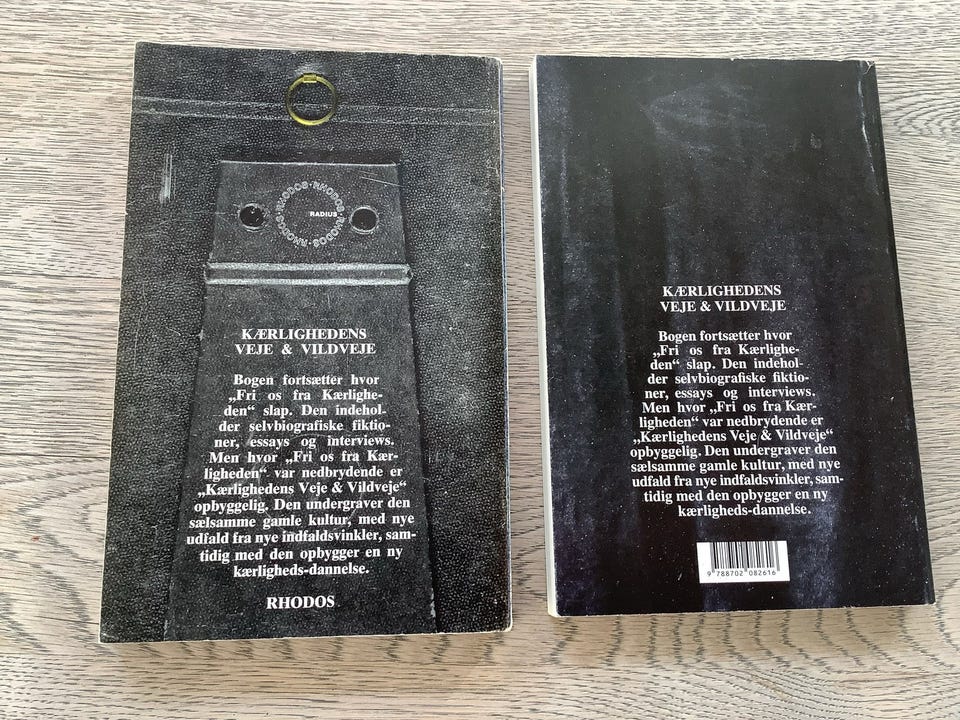 RHODOS · RHODOS · RHODOS · RHODOS ·
RADIUS
KÆRLIGHEDENS
VEJE & VILDVEJE
Bogen fortsætter hvor
„Fri os fra Kærlighe-
den“ slap. Den indehol-
der selvbiografiske fiktio-
ner, essays og interviews.
Men hvor „Fri os fra Kær-
ligheden“ var nedbrydende er
„Kærlighedens Veje & Vildveje“
opbyggelig. Den undergraver den
sælsamme gamle kultur, med nye
udfald fra nye indfaldsvinkler, sam-
tidig med den opbygger en ny
kærligheds-dannelse.
RHODOS
KÆRLIGHEDENS
VEJE & VILDVEJE
Bogen fortsætter hvor
„Fri os fra Kærlighe-
den“ slap. Den indehol-
der selvbiografiske fiktio-
ner, essays og interviews.
Men hvor „Fri os fra Kær-
ligheden“ var nedbrydende er
„Kærlighedens Veje & Vildveje“
opbyggelig. Den undergraver den
sælsamme gamle kultur, med nye
udfald fra nye indfaldsvinkler, sam-
tidig med den opbygger en ny
kærligheds-dannelse.
9 788702 082616